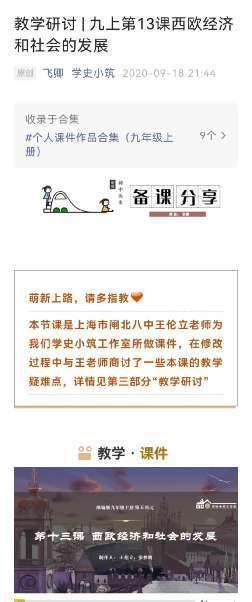 教学研讨 | 九上第13课西欧经济
和社会的发展
原创 飞卿 学史小筑 2020-09-18 21:44
收录于合集
#个人课件作品合集（九年级上
册）
9个 >
备课分享
萌新上路，请多指教🧡
本节课是上海市闸北八中王伦立老师为
我们学史小筑工作室所做课件，在修改
过程中与王老师商讨了一些本课的教学
疑难点，详情见第三部分“教学研讨”
教学·课件
第十三课 西欧经济和社会的发展